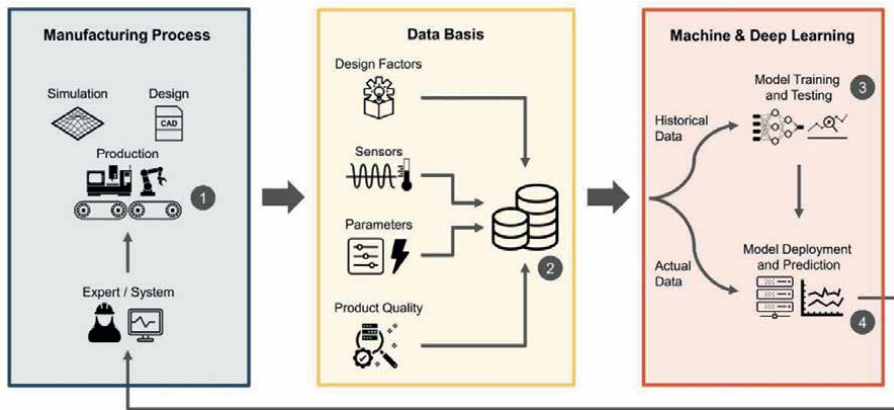 Manufacturing Process
Simulation
Design
CAD
Production
1
Expert / System
Data Basis
Design Factors
Sensors
Parameters
2
Product Quality
Machine & Deep Learning
Model Training
and Testing
3
Historical
Data
Model Deployment
and Prediction
Actual
Data
4